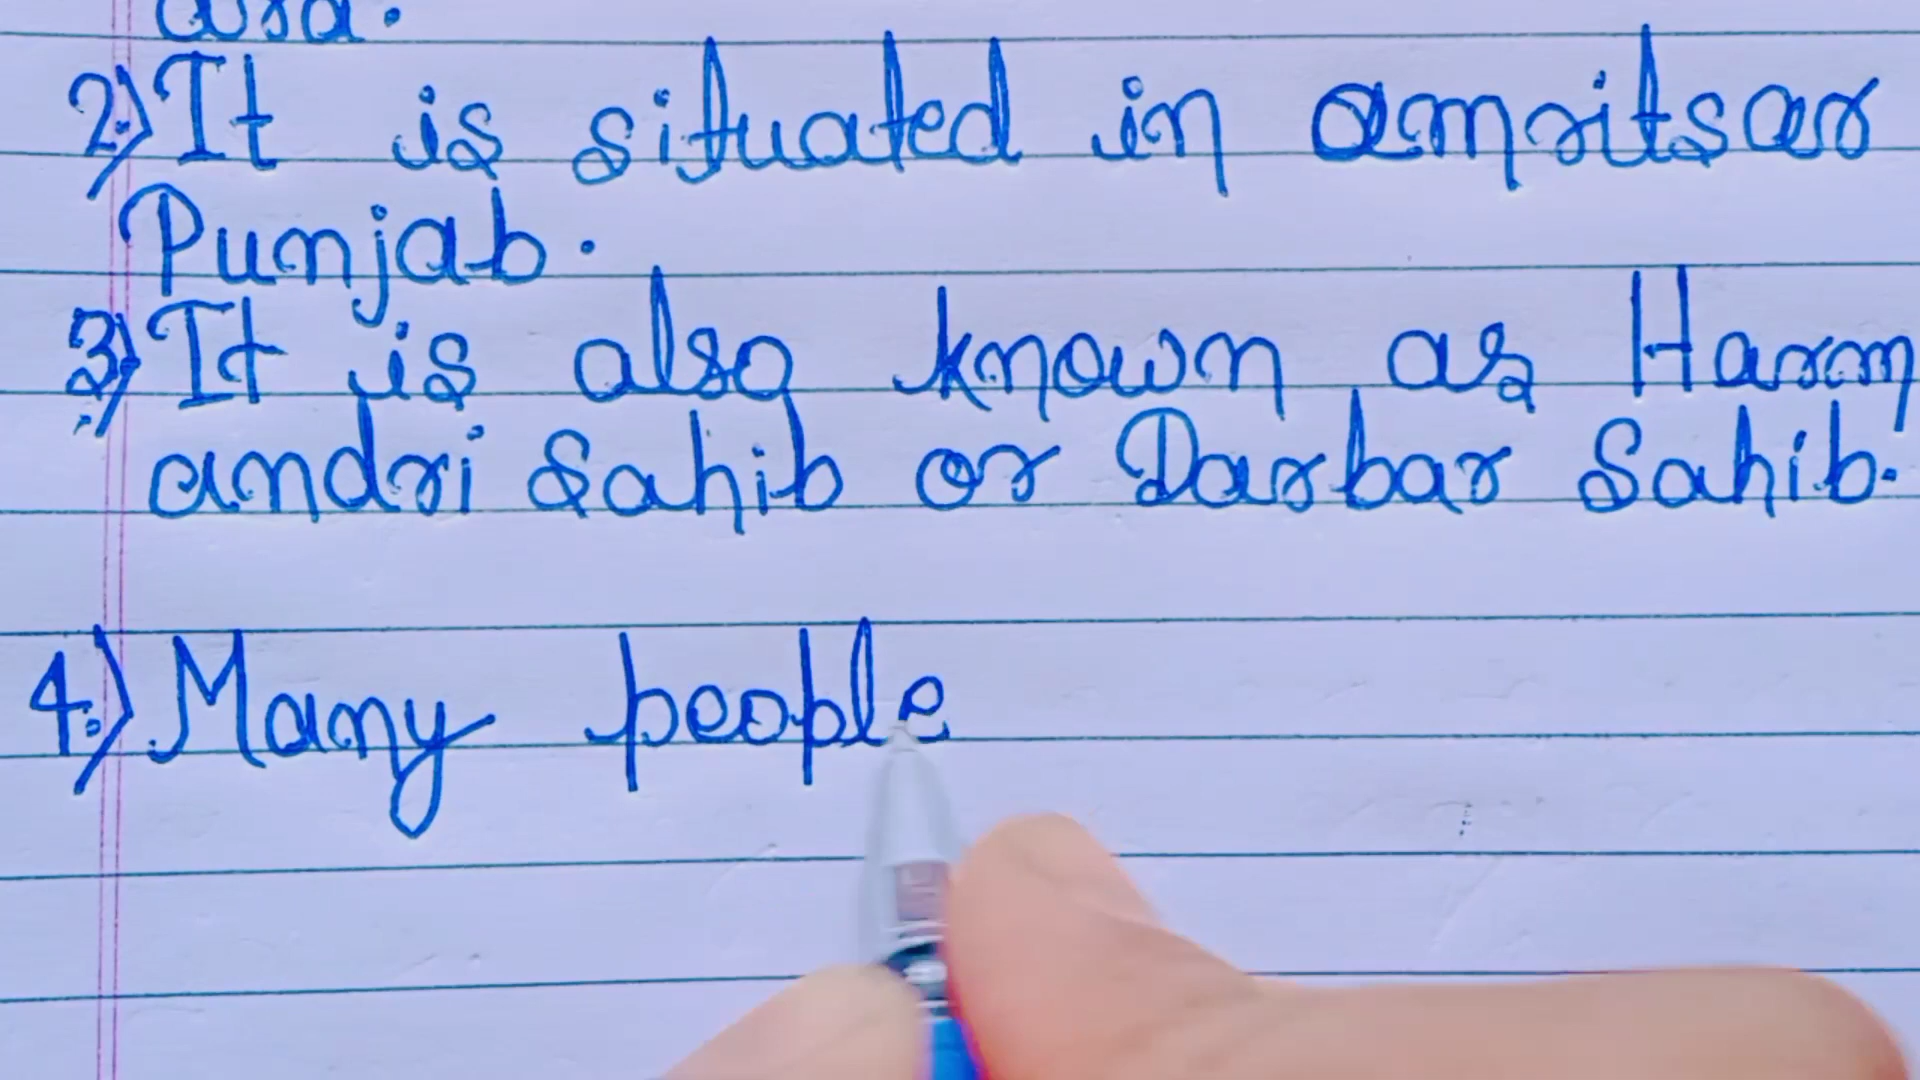 2.) It is situated in amritsar
Punjab.
3) It is also known as Harm
andri Sahib or Darbar Sahib.
4.) Many people